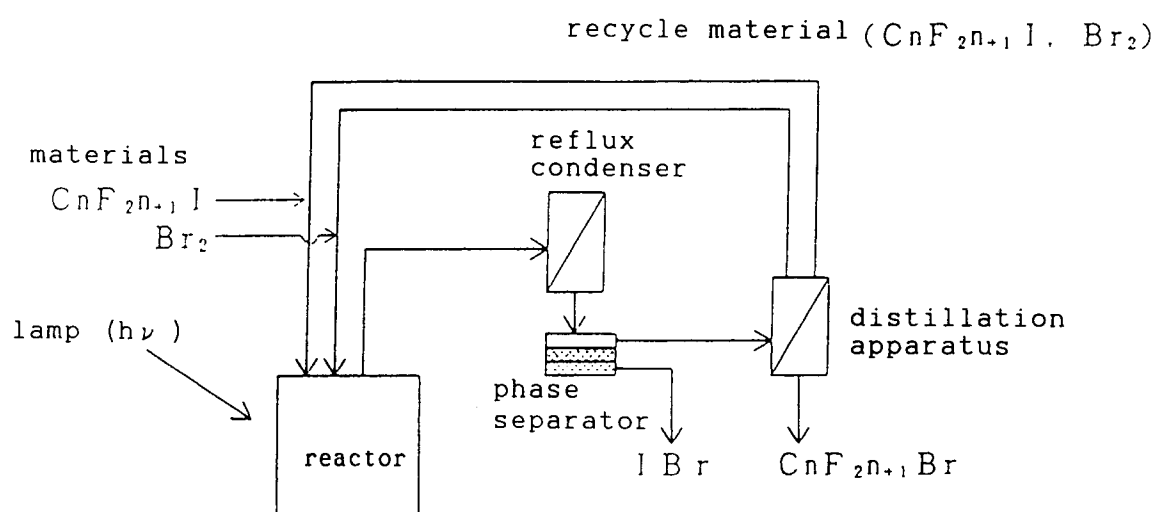 recycle material (CnF₂n₊₁I, Br₂)
reflux
condenser
materials
CnF₂n₊₁I
Br₂
lamp (hν)
distillation
apparatus
phase
separator
reactor
IBr
CnF₂n₊₁Br